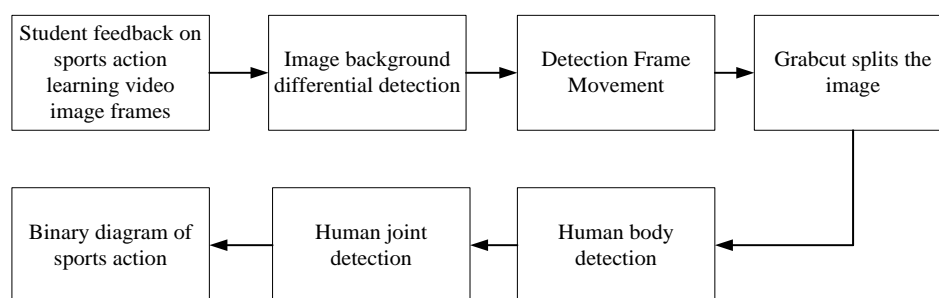 Student feedback on
sports action
learning video
image frames
Image background
differential detection
Detection Frame
Movement
Grabcut splits the
image
Human body
detection
Human joint
detection
Binary diagram of
sports action